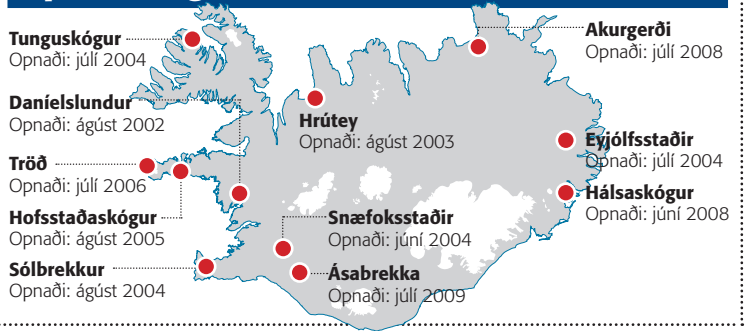 Tunguskógur
Opnaði: júlí 2004
Daníelslundur
Opnaði: ágúst 2002
Tröð
Opnaði: júlí 2006
Hofsstaðaskógur
Opnaði: ágúst 2005
Sólbrekkur
Opnaði: ágúst 2004
Hrútey
Opnaði: ágúst 2003
Snæfoksstaðir
Opnaði: júní 2004
Ásabrekka
Opnaði: júlí 2009
Akurgerði
Opnaði: júlí 2008
Eyjólfsstaðir
Opnaði: júlí 2004
Hálsaskógur
Opnaði: júní 2008